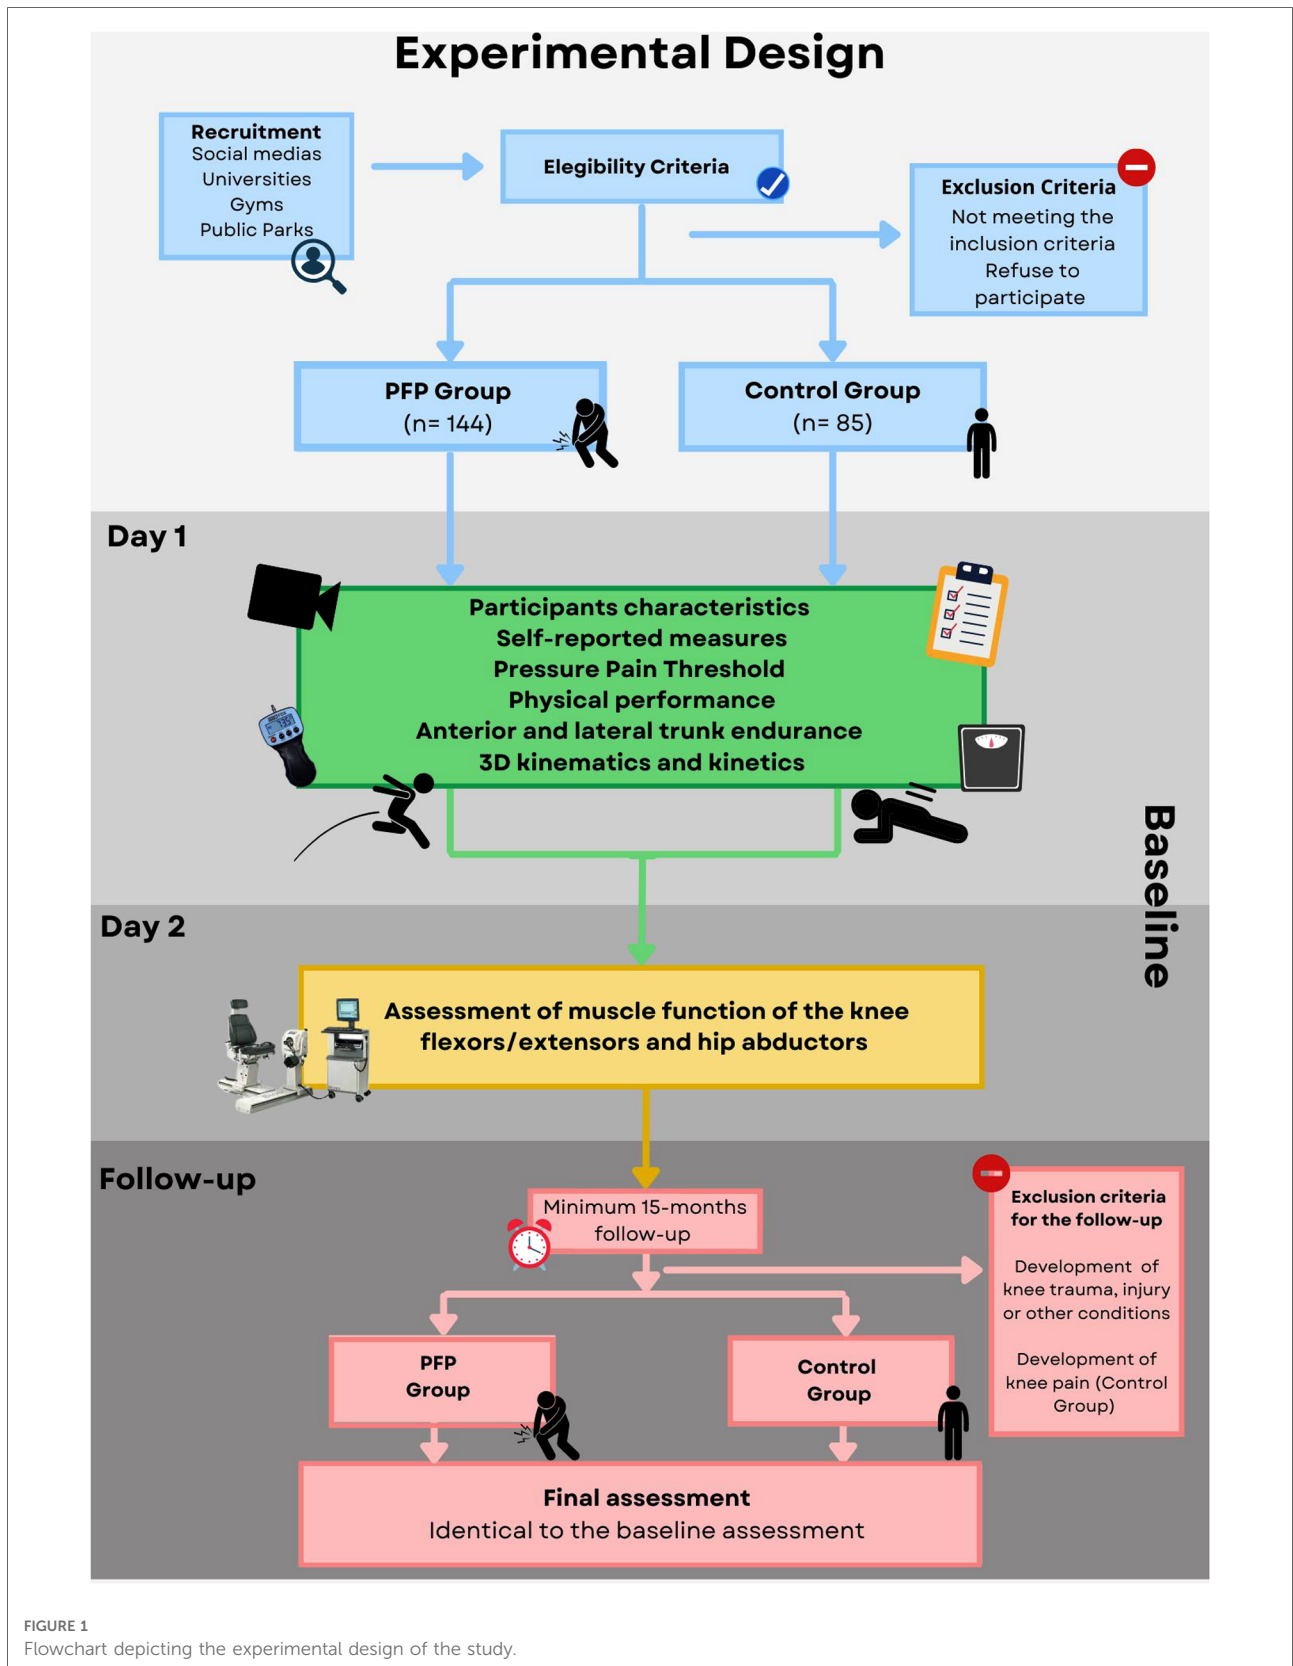 Experimental Design
Recruitment
Social medias
Universities
Gyms
Public Parks
Elegibility Criteria
Exclusion Criteria
Not meeting the
inclusion criteria
Refuse to
participate
PFP Group
(n= 144)
Control Group
(n= 85)
Day 1
Participants characteristics
Self-reported measures
Pressure Pain Threshold
Physical performance
Anterior and lateral trunk endurance
3D kinematics and kinetics
Baseline
Day 2
Assessment of muscle function of the knee
flexors/extensors and hip abductors
Follow-up
Minimum 15-months
follow-up
Exclusion criteria
for the follow-up
Development of
knee trauma, injury
or other conditions
Development of
knee pain (Control
Group)
PFP
Group
Control
Group
Final assessment
Identical to the baseline assessment
FIGURE 1
Flowchart depicting the experimental design of the study.